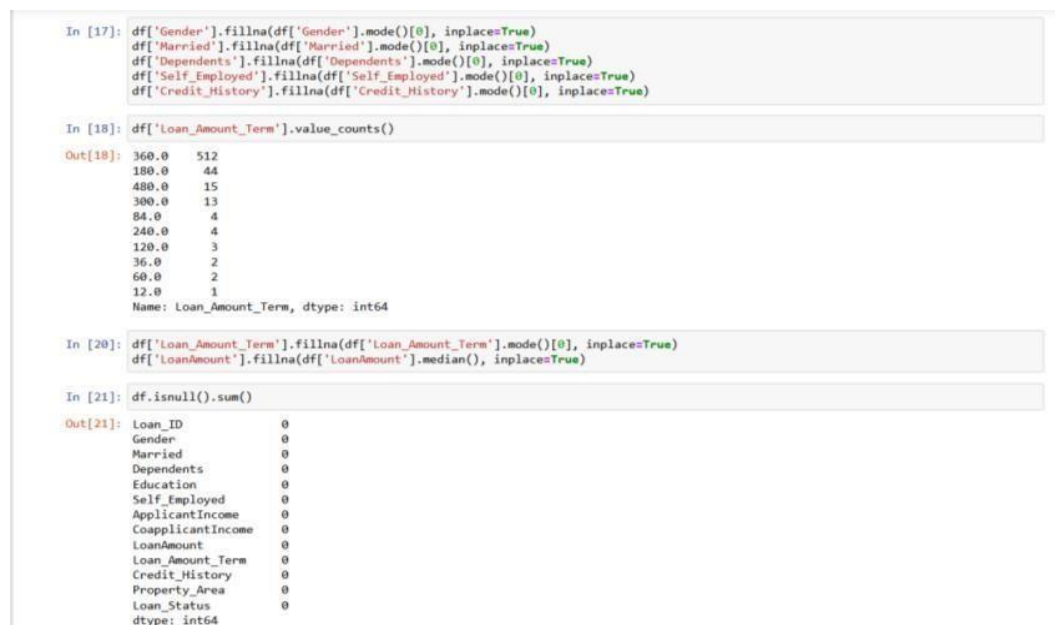 In [17]: df['Gender'].fillna(df['Gender'].mode()[0], inplace=True)
df['Married'].fillna(df['Married'].mode()[0], inplace=True)
df['Dependents'].fillna(df['Dependents'].mode()[0], inplace=True)
df['Self_Employed'].fillna(df['Self_Employed'].mode()[0], inplace=True)
df['Credit_History'].fillna(df['Credit_History'].mode()[0], inplace=True)
In [18]: df['Loan_Amount_Term'].value_counts()
Out[18]: 360.0 512
180.0 44
480.0 15
300.0 13
84.0 4
240.0 4
120.0 3
36.0 2
60.0 2
12.0 1
Name: Loan_Amount_Term, dtype: int64
In [20]: df['Loan_Amount_Term'].fillna(df['Loan_Amount_Term'].mode()[0], inplace=True)
df['LoanAmount'].fillna(df['LoanAmount'].median(), inplace=True)
In [21]: df.isnull().sum()
Out[21]: Loan_ID 0
Gender 0
Married 0
Dependents 0
Education 0
Self_Employed 0
ApplicantIncome 0
CoapplicantIncome 0
LoanAmount 0
Loan_Amount_Term 0
Credit_History 0
Property_Area 0
Loan_Status 0
dtype: int64